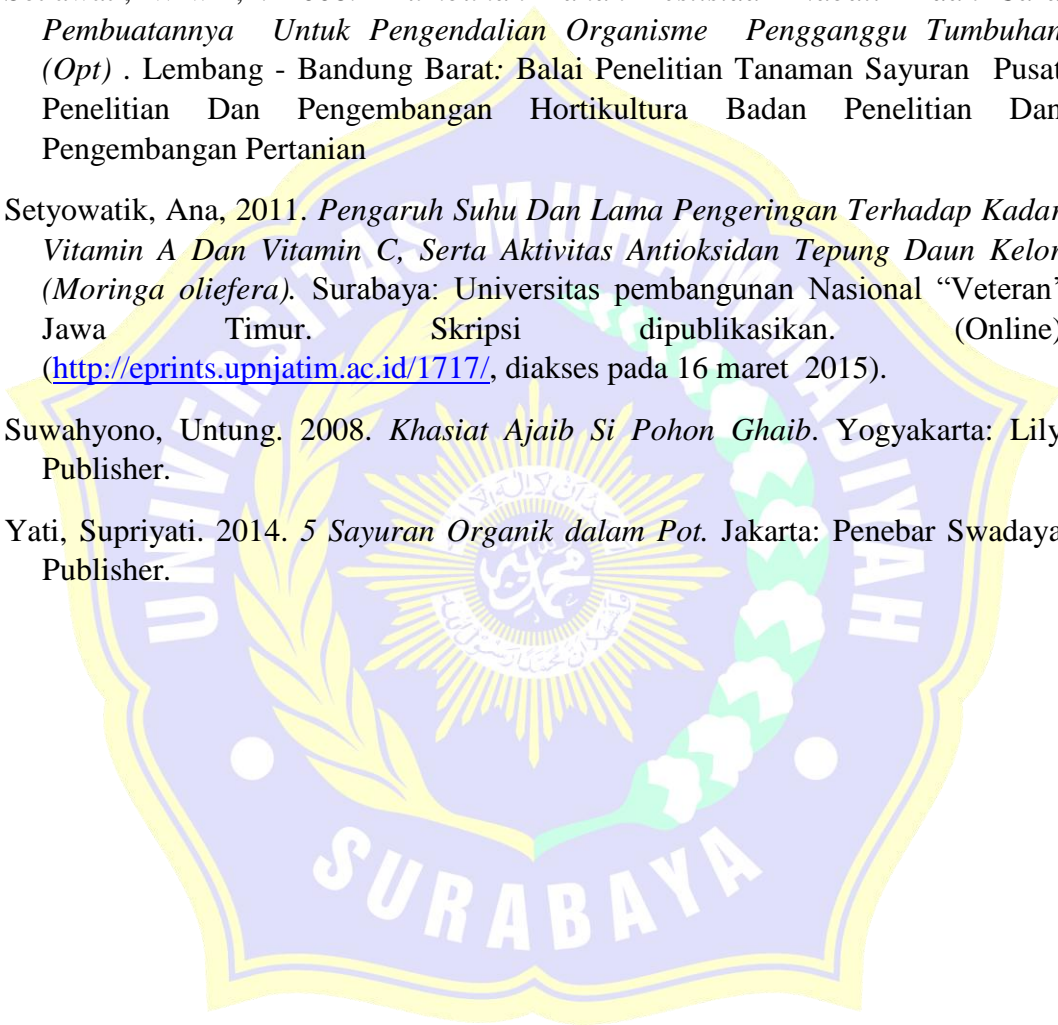 Pembuatannya Untuk Pengendalian Organisme Pengganggu Tumbuhan
(Opt) . Lembang - Bandung Barat: Balai Penelitian Tanaman Sayuran Pusat
Penelitian Dan Pengembangan Hortikultura Badan Penelitian Dan
Pengembangan Pertanian
Setyowatik, Ana, 2011. Pengaruh Suhu Dan Lama Pengeringan Terhadap Kadar
Vitamin A Dan Vitamin C, Serta Aktivitas Antioksidan Tepung Daun Kelor
(Moringa oliefera). Surabaya: Universitas pembangunan Nasional “Veteran”
Jawa Timur. Skripsi dipublikasikan. (Online)
(http://eprints.upnjatim.ac.id/1717/, diakses pada 16 maret 2015).
Suwahyono, Untung. 2008. Khasiat Ajaib Si Pohon Ghaib. Yogyakarta: Lily
Publisher.
Yati, Supriyati. 2014. 5 Sayuran Organik dalam Pot. Jakarta: Penebar Swadaya
Publisher.
UNIVERSITAS MUHAMMADIYAH
SURABAYA